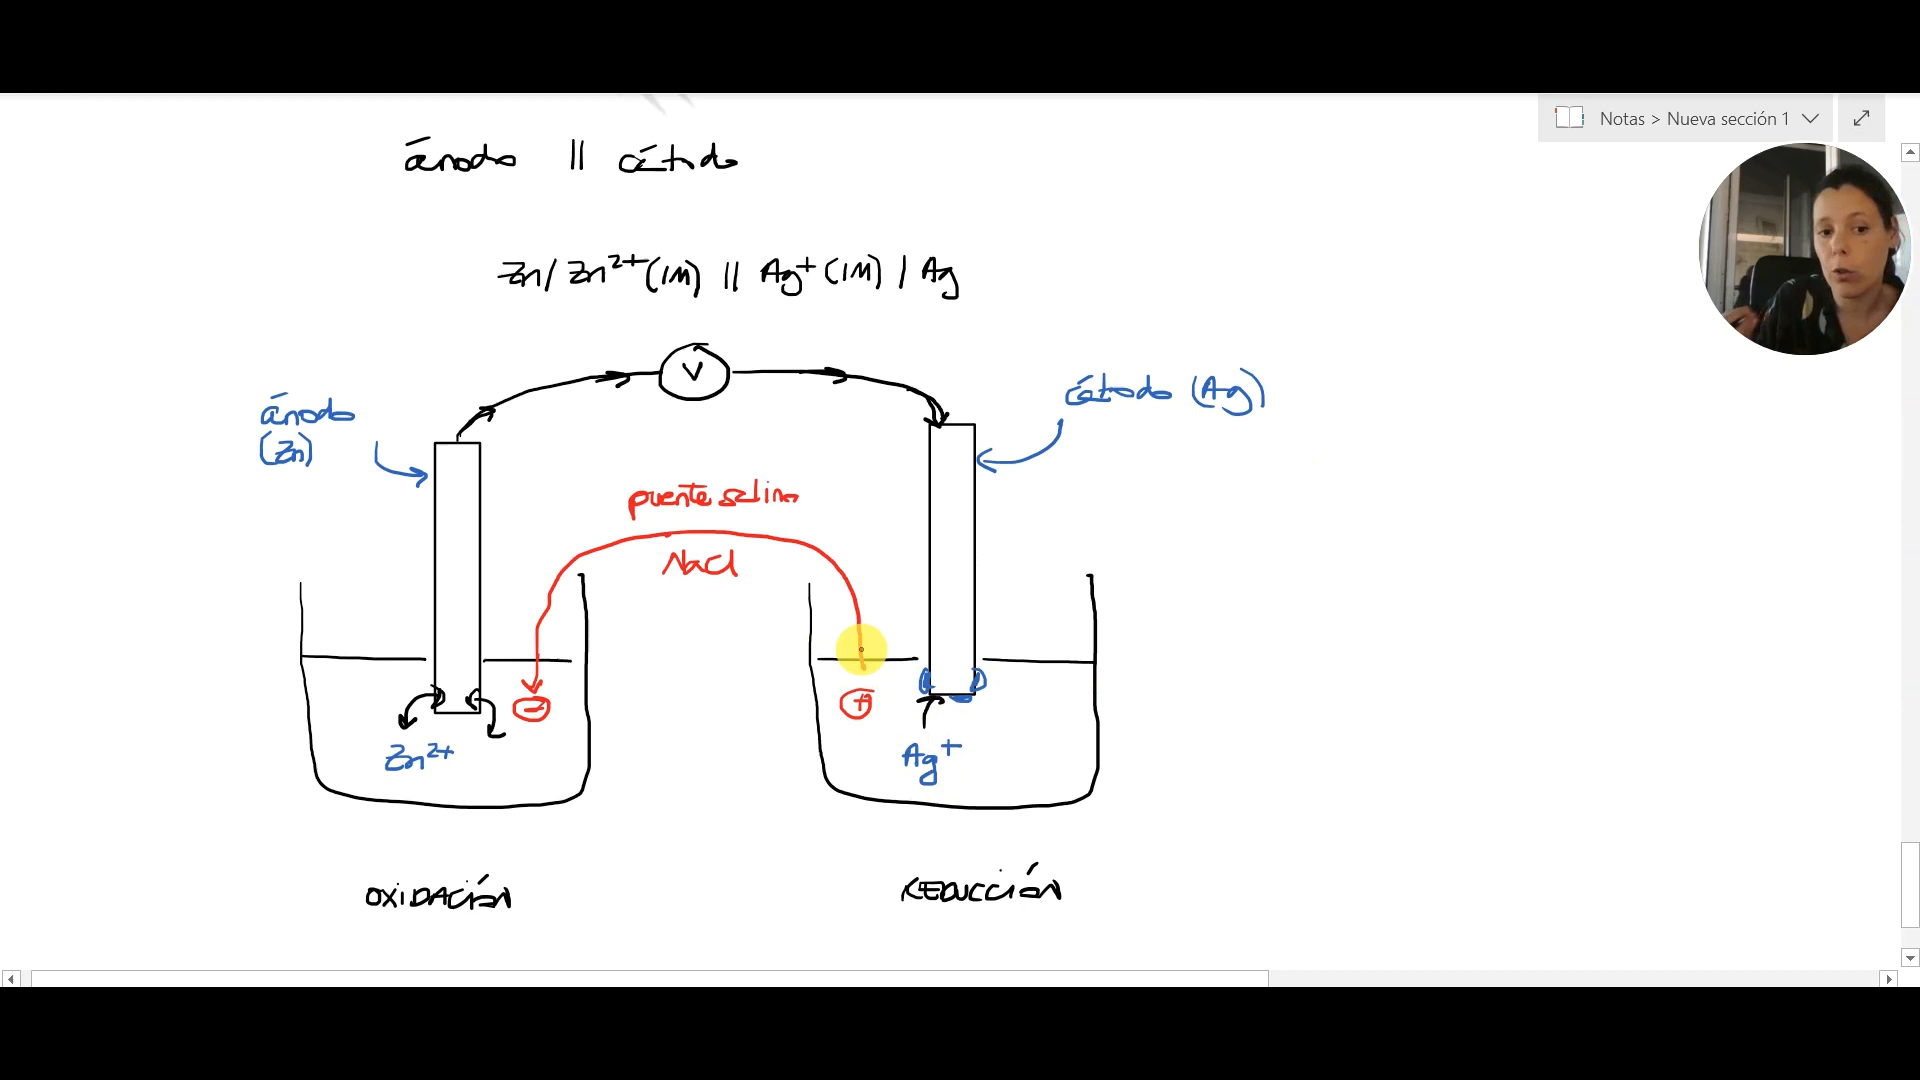 Notas > Nueva sección 1
ánodo || cátodo
Zn/Zn²⁺(1M) || Ag⁺(1M) | Ag
V
ánodo
(Zn)
cátodo (Ag)
puente salino
NaCl
-
+
Zn²⁺
Ag⁺
OXIDACIÓN
REDUCCIÓN